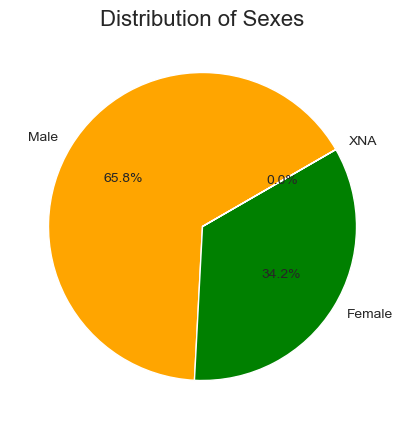 Distribution of Sexes
Male
XNA
65.8%
0.0%
34.2%
Female